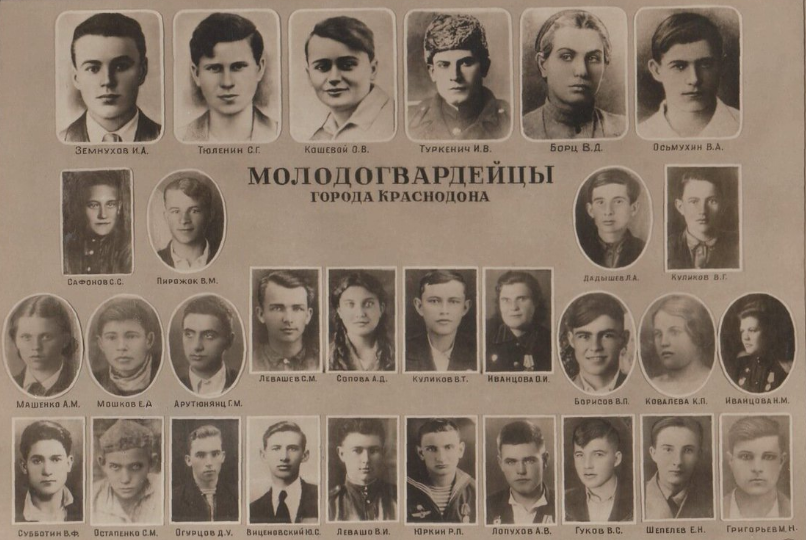 Земнухов И.А. Тюленин С.Г. Кошевой О.В. Туркенич И.В. Борц В.Д. Осьмухин В.А.
МОЛОДОГВАРДЕЙЦЫ
ГОРОДА КРАСНОДОНА
Сафонов С.С. Пирожок В.М. Дадышев Л.А. Куликов В.Г.
Левашев С.М. Сопова А.Д. Куликов В.Т. Иванцова О.И.
Машенко А.М. Мошков Е.Д. Арутюнянц Г.М. Борисов В.П. Ковалева К.П. Иванцова Н.М.
Субботин В.Ф. Остапенко С.М. Огурцов Д.У. Виценовский Ю.С. Левашо В.И. Юркин Р.П. Лопухов А.В. Гуков В.С. Шепелев Е.Н. Григорьев М.Н.